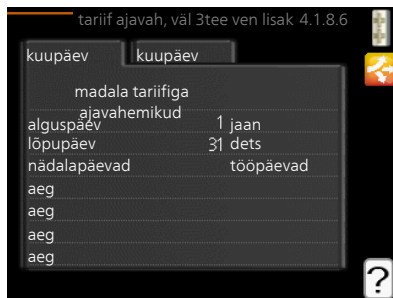 tariif ajavah, väl 3tee ven lisak 4.1.8.6
kuupäev kuupäev
madala tariifiga
ajavahemikud
alguspäev 1 jaan
lõpupäev 31 dets
nädalapäevad tööpäevad
aeg
aeg
aeg
aeg
?